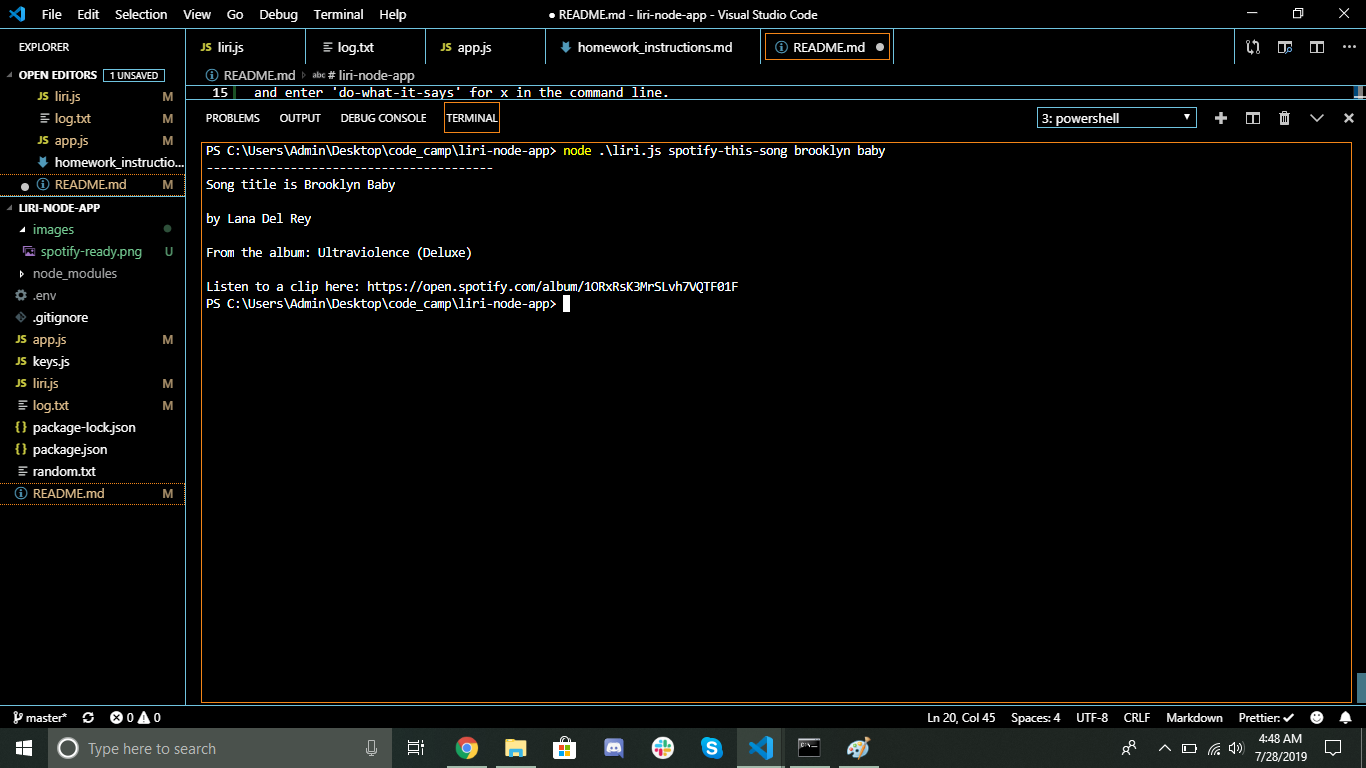 File Edit Selection View Go Debug Terminal Help ● README.md - liri-node-app - Visual Studio Code
EXPLORER
JS liri.js log.txt JS app.js homework_instructions.md README.md
OPEN EDITORS 1 UNSAVED
README.md abc # liri-node-app
JS liri.js M
15 and enter 'do-what-it-says' for x in the command line.
log.txt M
PROBLEMS OUTPUT DEBUG CONSOLE TERMINAL 3: powershell
JS app.js M
homework_instructio...
README.md M
PS C:\Users\Admin\Desktop\code_camp\liri-node-app> node .\liri.js spotify-this-song brooklyn baby
-----------------------------------------
Song title is Brooklyn Baby
by Lana Del Rey
From the album: Ultraviolence (Deluxe)
Listen to a clip here: https://open.spotify.com/album/1ORxRsK3MrSLvh7VQTF01F
PS C:\Users\Admin\Desktop\code_camp\liri-node-app>
LIRI-NODE-APP
images
spotify-ready.png U
node_modules
.env
.gitignore
JS app.js M
JS keys.js
JS liri.js M
log.txt M
{} package-lock.json
{} package.json
random.txt
README.md M
master* 0 0 Ln 20, Col 45 Spaces: 4 UTF-8 CRLF Markdown Prettier: ✓
Type here to search
4:48 AM
7/28/2019